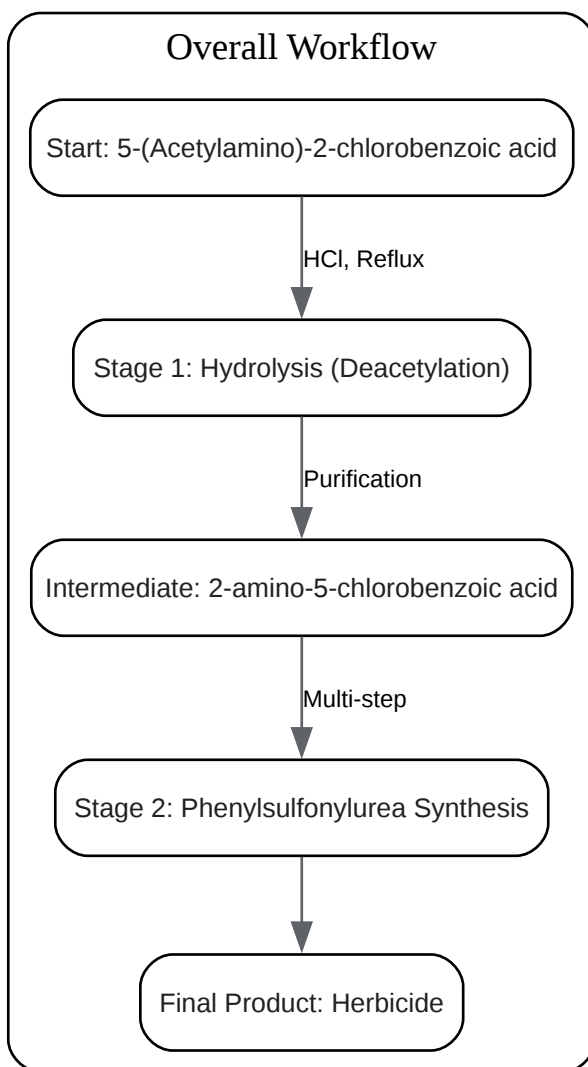 Overall Workflow
Start: 5-(Acetylamino)-2-chlorobenzoic acid
HCl, Reflux
Stage 1: Hydrolysis (Deacetylation)
Purification
Intermediate: 2-amino-5-chlorobenzoic acid
Multi-step
Stage 2: Phenylsulfonylurea Synthesis
Final Product: Herbicide